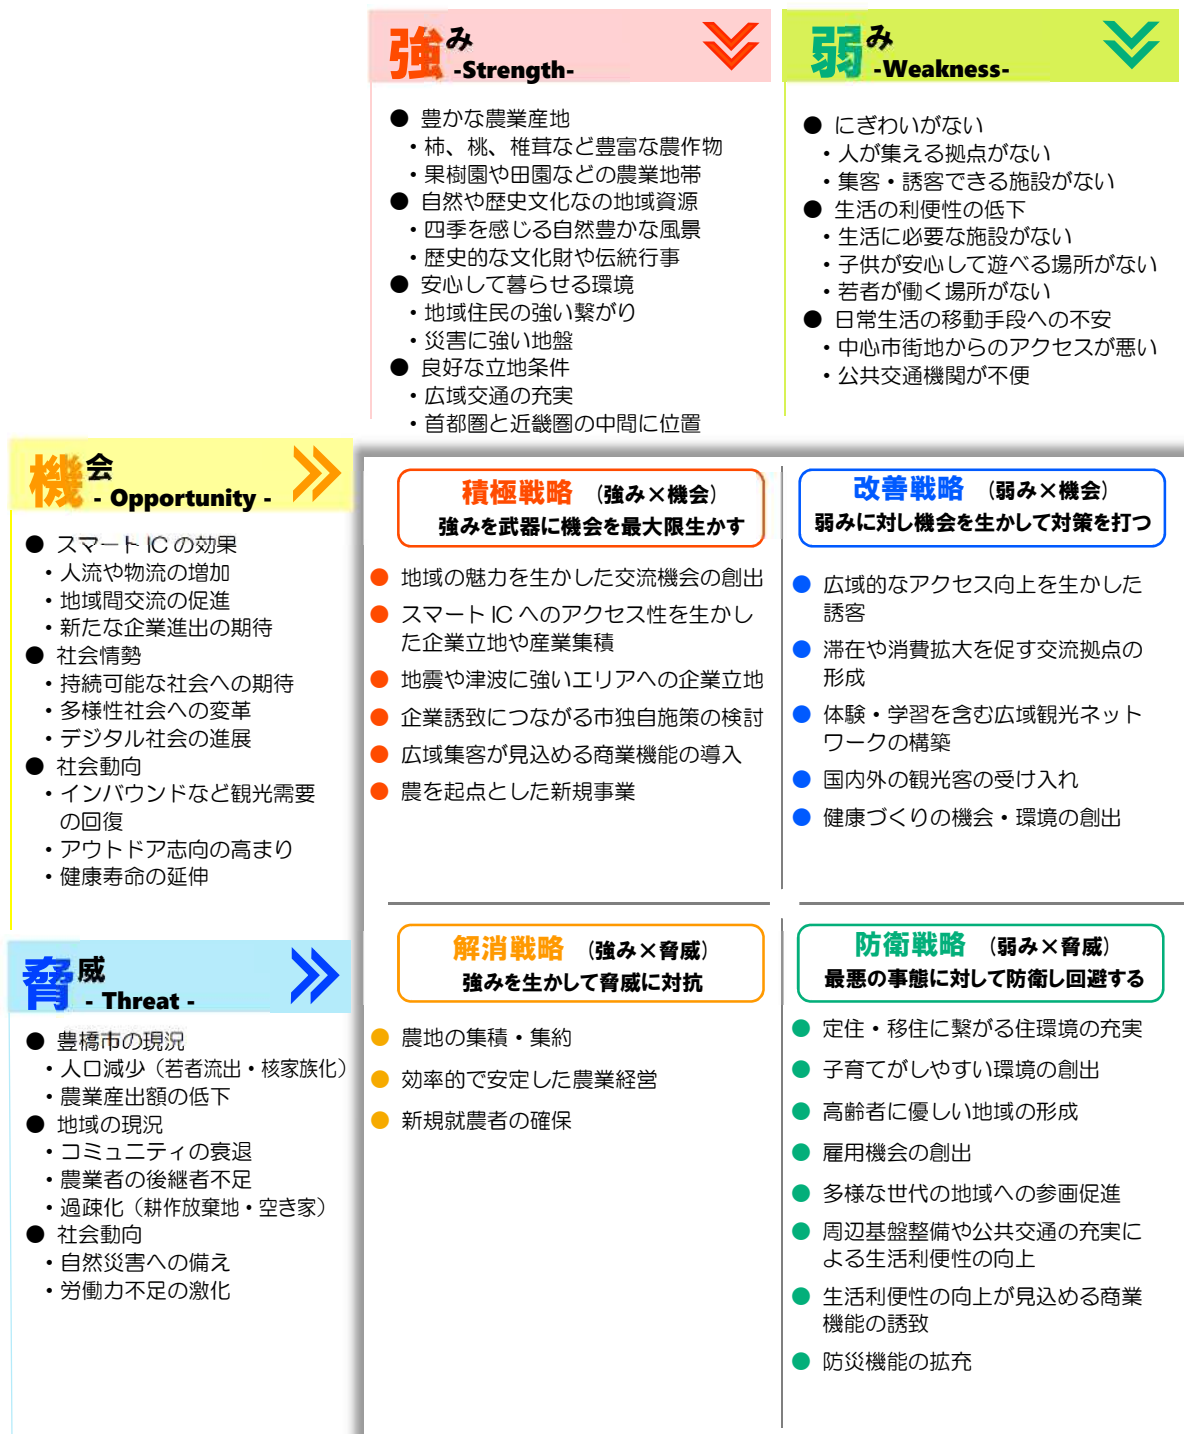 強み
-Strength-
● 豊かな農業産地
・柿、桃、椎茸など豊富な農作物
・果樹園や田園などの農業地帯
● 自然や歴史文化なの地域資源
・四季を感じる自然豊かな風景
・歴史的な文化財や伝統行事
● 安心して暮らせる環境
・地域住民の強い繋がり
・災害に強い地盤
● 良好な立地条件
・広域交通の充実
・首都圏と近畿圏の中間に位置
弱み
-Weakness-
● にぎわいがない
・人が集える拠点がない
・集客・誘客できる施設がない
● 生活の利便性の低下
・生活に必要な施設がない
・子供が安心して遊べる場所がない
・若者が働く場所がない
● 日常生活の移動手段への不安
・中心市街地からのアクセスが悪い
・公共交通機関が不便
機会
- Opportunity -
● スマート IC の効果
・人流や物流の増加
・地域間交流の促進
・新たな企業進出の期待
● 社会情勢
・持続可能な社会への期待
・多様性社会への変革
・デジタル社会の進展
● 社会動向
・インバウンドなど観光需要
の回復
・アウトドア志向の高まり
・健康寿命の延伸
積極戦略 （強み×機会）
強みを武器に機会を最大限生かす
● 地域の魅力を生かした交流機会の創出
● スマート IC へのアクセス性を生かし
た企業立地や産業集積
● 地震や津波に強いエリアへの企業立地
● 企業誘致につながる市独自施策の検討
● 広域集客が見込める商業機能の導入
● 農を起点とした新規事業
改善戦略 （弱み×機会）
弱みに対し機会を生かして対策を打つ
● 広域的なアクセス向上を生かした
誘客
● 滞在や消費拡大を促す交流拠点の
形成
● 体験・学習を含む広域観光ネット
ワークの構築
● 国内外の観光客の受け入れ
● 健康づくりの機会・環境の創出
脅威
- Threat -
● 豊橋市の現況
・人口減少（若者流出・核家族化）
・農業産出額の低下
● 地域の現況
・コミュニティの衰退
・農業者の後継者不足
・過疎化（耕作放棄地・空き家）
● 社会動向
・自然災害への備え
・労働力不足の激化
解消戦略 （強み×脅威）
強みを生かして脅威に対抗
● 農地の集積・集約
● 効率的で安定した農業経営
● 新規就農者の確保
防衛戦略 （弱み×脅威）
最悪の事態に対して防衛し回避する
● 定住・移住に繋がる住環境の充実
● 子育てがしやすい環境の創出
● 高齢者に優しい地域の形成
● 雇用機会の創出
● 多様な世代の地域への参画促進
● 周辺基盤整備や公共交通の充実に
よる生活利便性の向上
● 生活利便性の向上が見込める商業
機能の誘致
● 防災機能の拡充